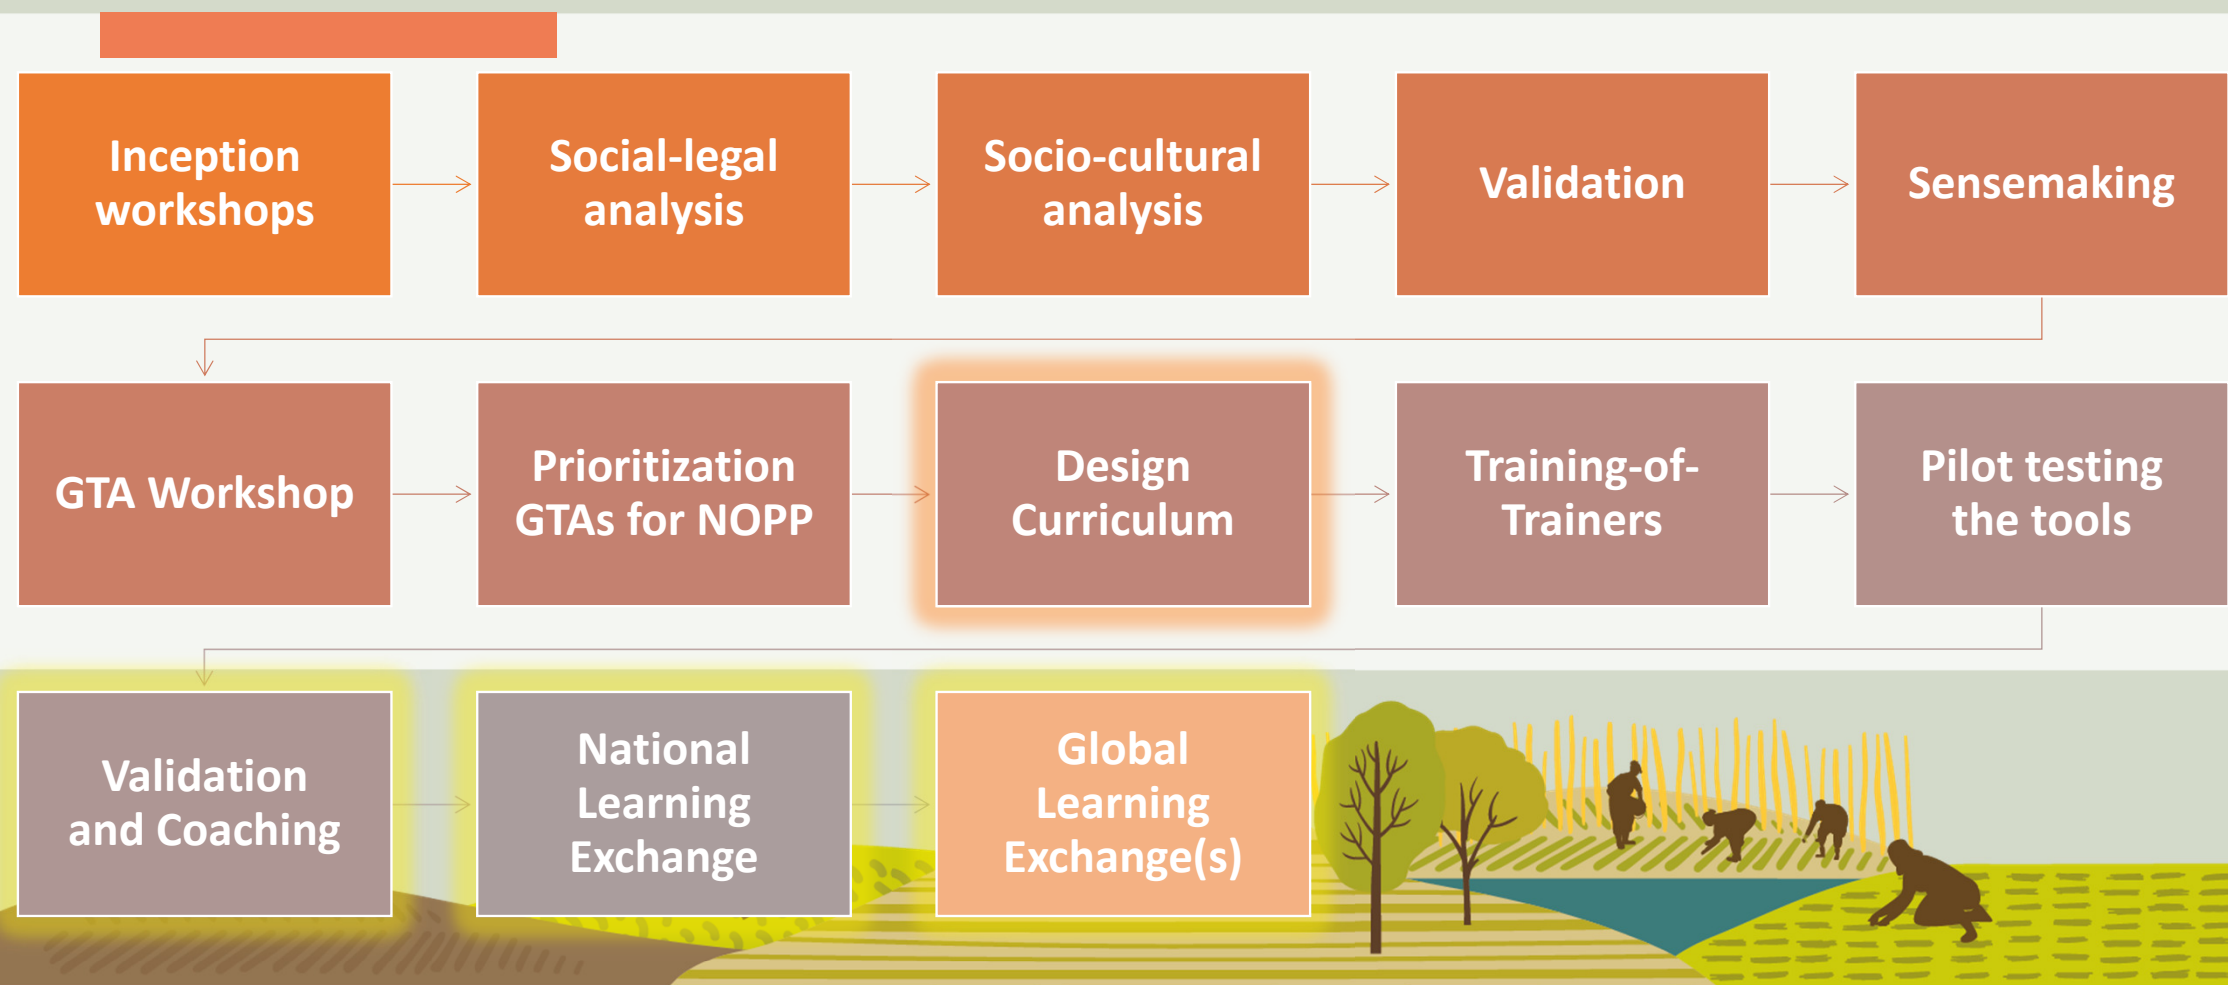 Inception
workshops
Social-legal
analysis
Socio-cultural
analysis
Validation
Sensemaking
GTA Workshop
Prioritization
GTAs for NOPP
Design
Curriculum
Training-of-
Trainers
Pilot testing
the tools
Validation
and Coaching
National
Learning
Exchange
Global
Learning
Exchange(s)